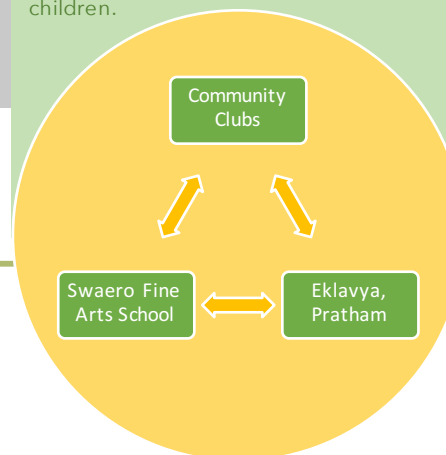 children.
Community
Clubs
Swaero Fine
Arts School
Eklavya,
Pratham